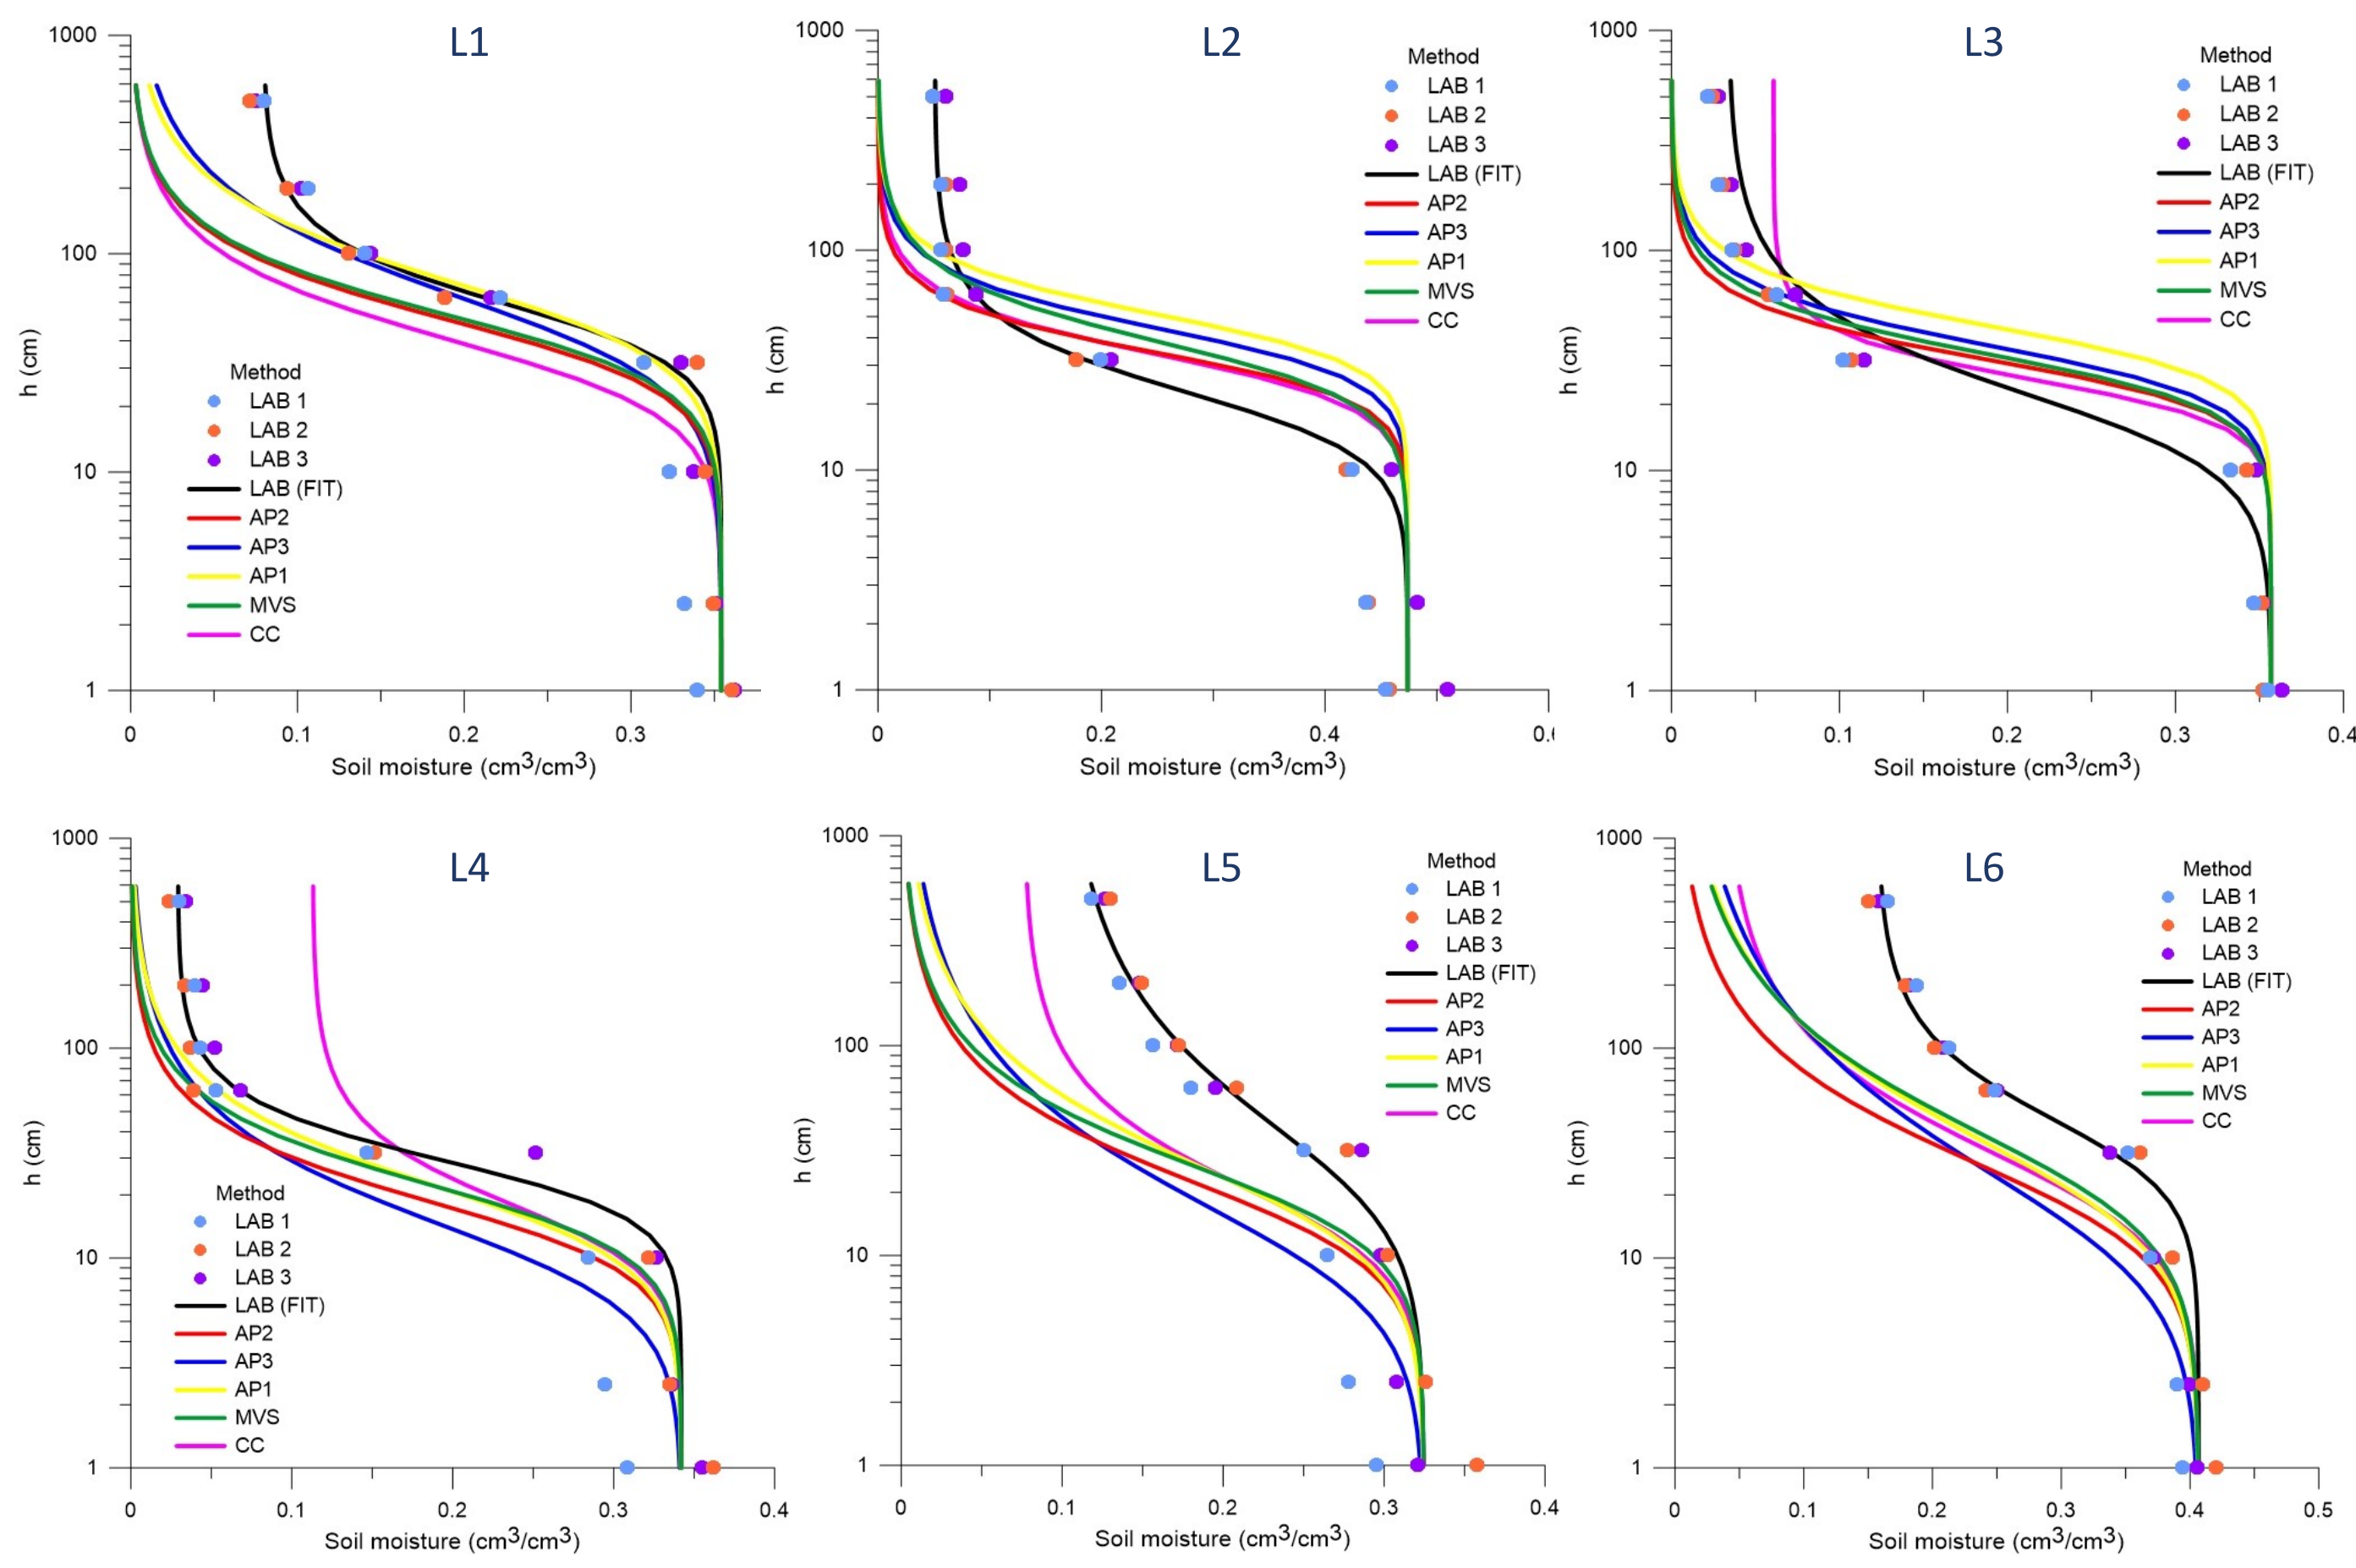 L1
1000
100
10
1
h (cm)
Method
LAB 1
LAB 2
LAB 3
LAB (FIT)
AP2
AP3
AP1
MVS
CC
0 0.1 0.2 0.3
Soil moisture (cm³/cm³)
L2
1000
100
10
1
h (cm)
Method
LAB 1
LAB 2
LAB 3
LAB (FIT)
AP2
AP3
AP1
MVS
CC
0 0.2 0.4
Soil moisture (cm³/cm³)
L3
1000
100
10
1
h (cm)
Method
LAB 1
LAB 2
LAB 3
LAB (FIT)
AP2
AP3
AP1
MVS
CC
0 0.1 0.2 0.3 0.4
Soil moisture (cm³/cm³)
L4
1000
100
10
1
h (cm)
Method
LAB 1
LAB 2
LAB 3
LAB (FIT)
AP2
AP3
AP1
MVS
CC
0 0.1 0.2 0.3 0.4
Soil moisture (cm³/cm³)
L5
1000
100
10
1
h (cm)
Method
LAB 1
LAB 2
LAB 3
LAB (FIT)
AP2
AP3
AP1
MVS
CC
0 0.1 0.2 0.3 0.4
Soil moisture (cm³/cm³)
L6
1000
100
10
1
h (cm)
Method
LAB 1
LAB 2
LAB 3
LAB (FIT)
AP2
AP3
AP1
MVS
CC
0 0.1 0.2 0.3 0.4 0.5
Soil moisture (cm³/cm³)